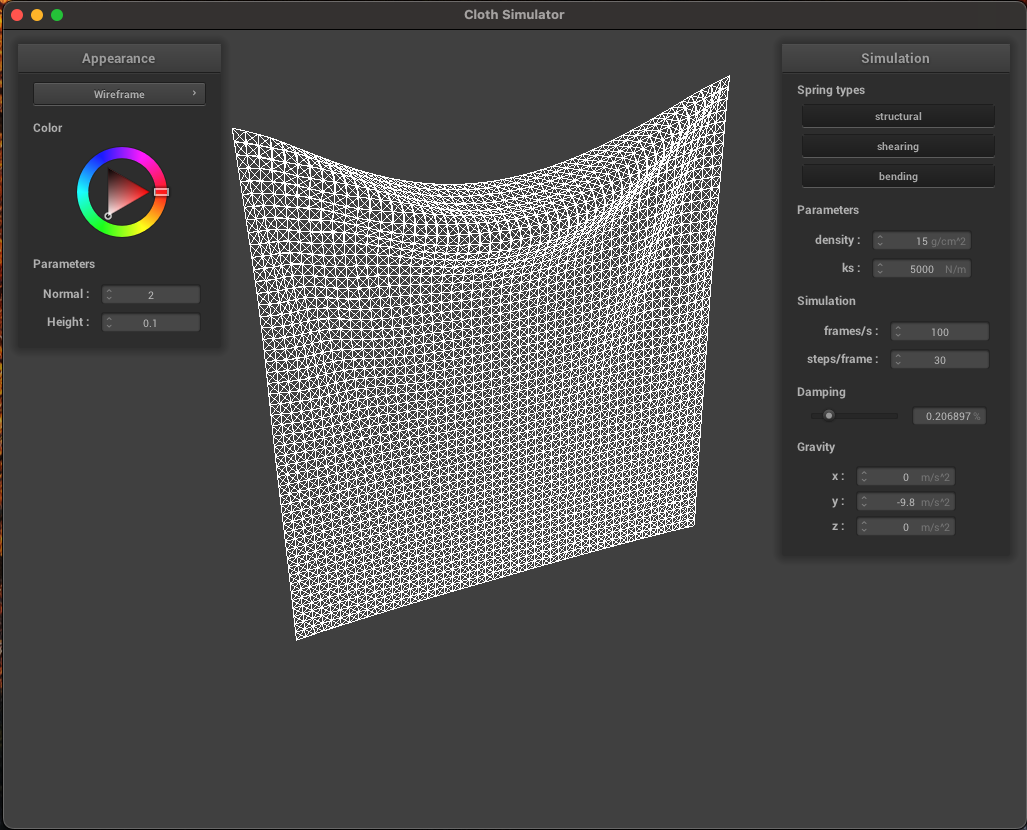 Cloth Simulator
Appearance
Wireframe
Color
Parameters
Normal : 2
Height : 0.1
Simulation
Spring types
structural
shearing
bending
Parameters
density : 15 g/cm^2
ks : 5000 N/m
Simulation
frames/s : 100
steps/frame : 30
Damping
0.206897 %
Gravity
x : 0 m/s^2
y : -9.8 m/s^2
z : 0 m/s^2